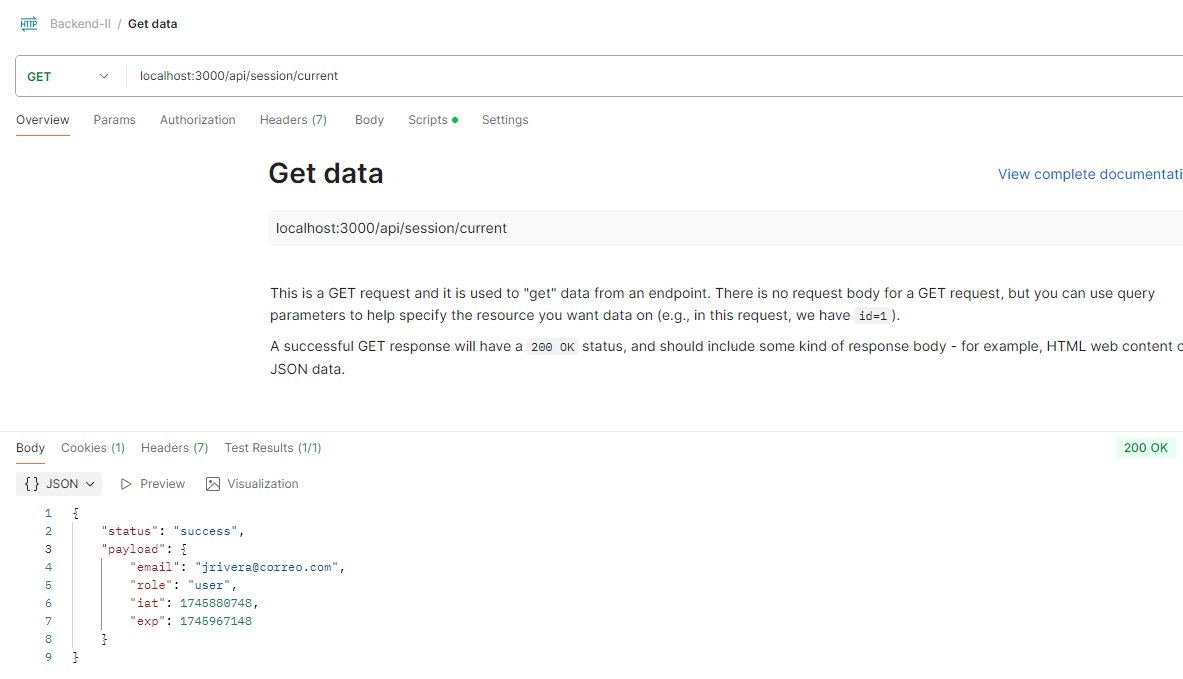 HTTP Backend-II / Get data
GET localhost:3000/api/session/current
Overview Params Authorization Headers (7) Body Scripts Settings
Get data
View complete documentati
localhost:3000/api/session/current
This is a GET request and it is used to "get" data from an endpoint. There is no request body for a GET request, but you can use query
parameters to help specify the resource you want data on (e.g., in this request, we have id=1).
A successful GET response will have a 200 OK status, and should include some kind of response body - for example, HTML web content o
JSON data.
Body Cookies (1) Headers (7) Test Results (1/1) 200 OK
{} JSON Preview Visualization
1 {
2 "status": "success",
3 "payload": {
4 "email": "jrivera@correo.com",
5 "role": "user",
6 "iat": 1745880748,
7 "exp": 1745967148
8 }
9 }